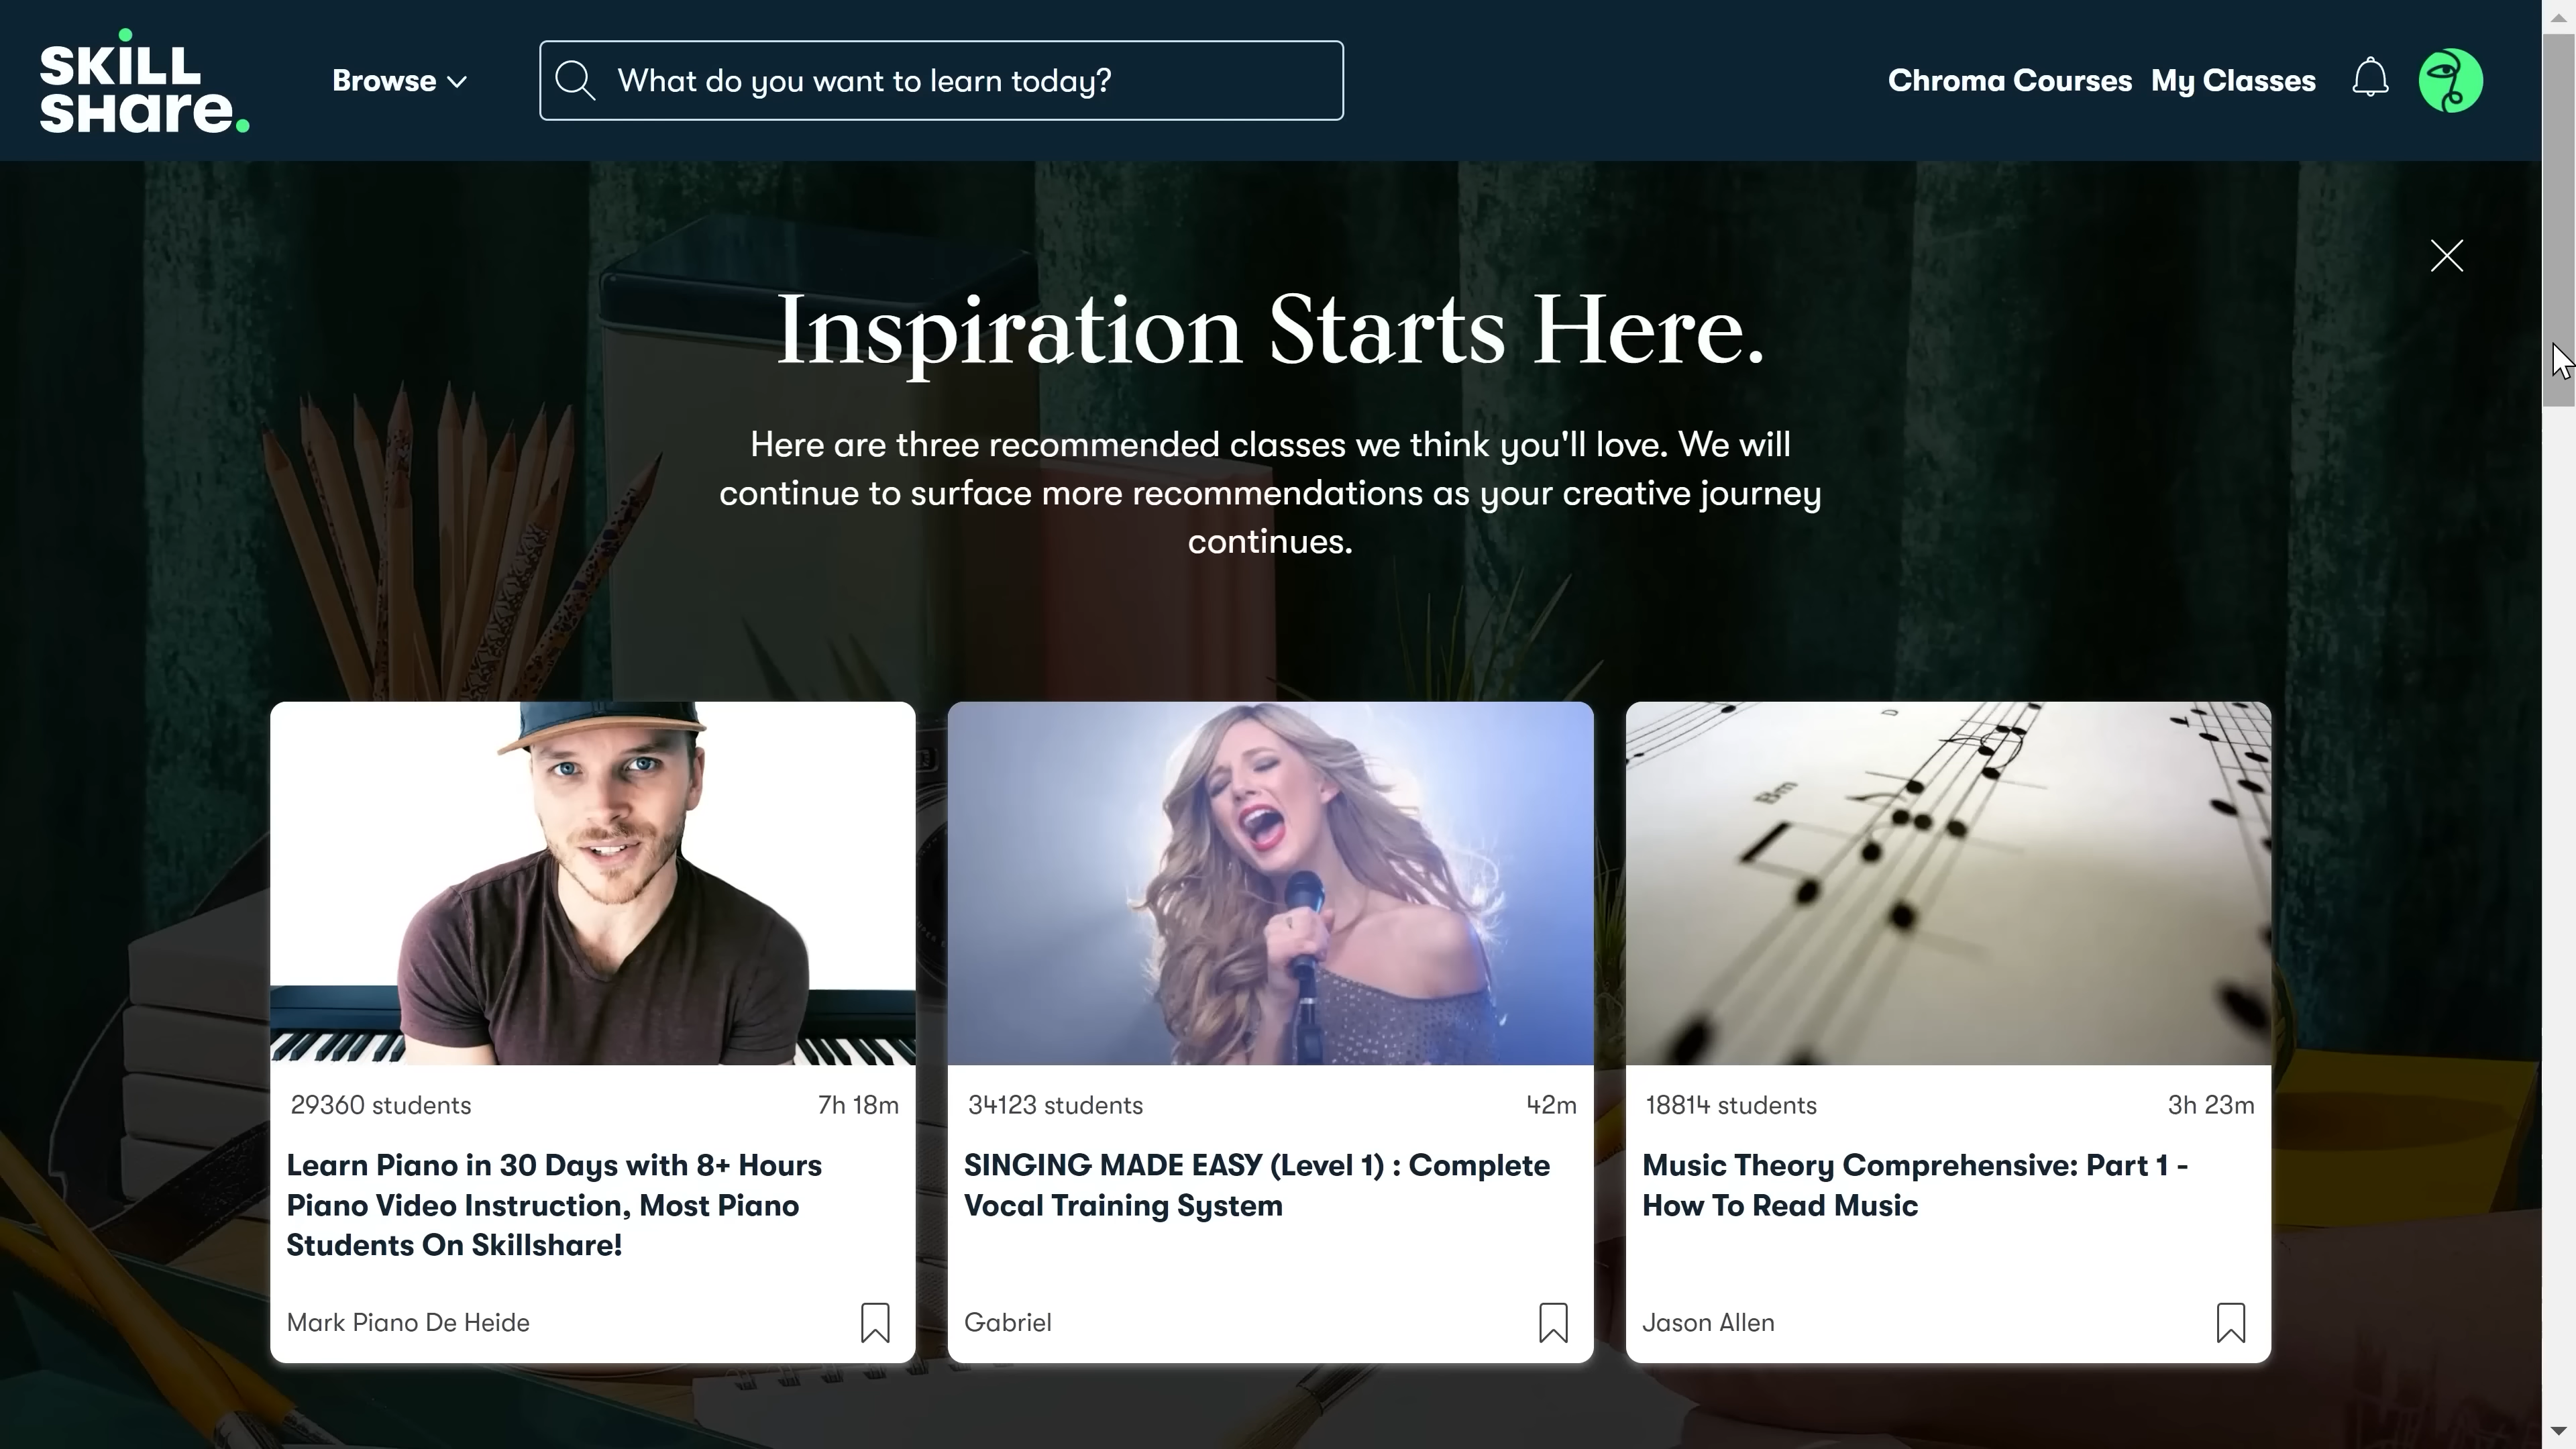 SKILL
SHare.
Browse
What do you want to learn today?
Chroma Courses
My Classes
Inspiration Starts Here.
Here are three recommended classes we think you'll love. We will
continue to surface more recommendations as your creative journey
continues.
Bm
29360 students
7h 18m
Learn Piano in 30 Days with 8+ Hours
Piano Video Instruction, Most Piano
Students On Skillshare!
Mark Piano De Heide
34123 students
42m
SINGING MADE EASY (Level 1) : Complete
Vocal Training System
Gabriel
18814 students
3h 23m
Music Theory Comprehensive: Part 1 -
How To Read Music
Jason Allen